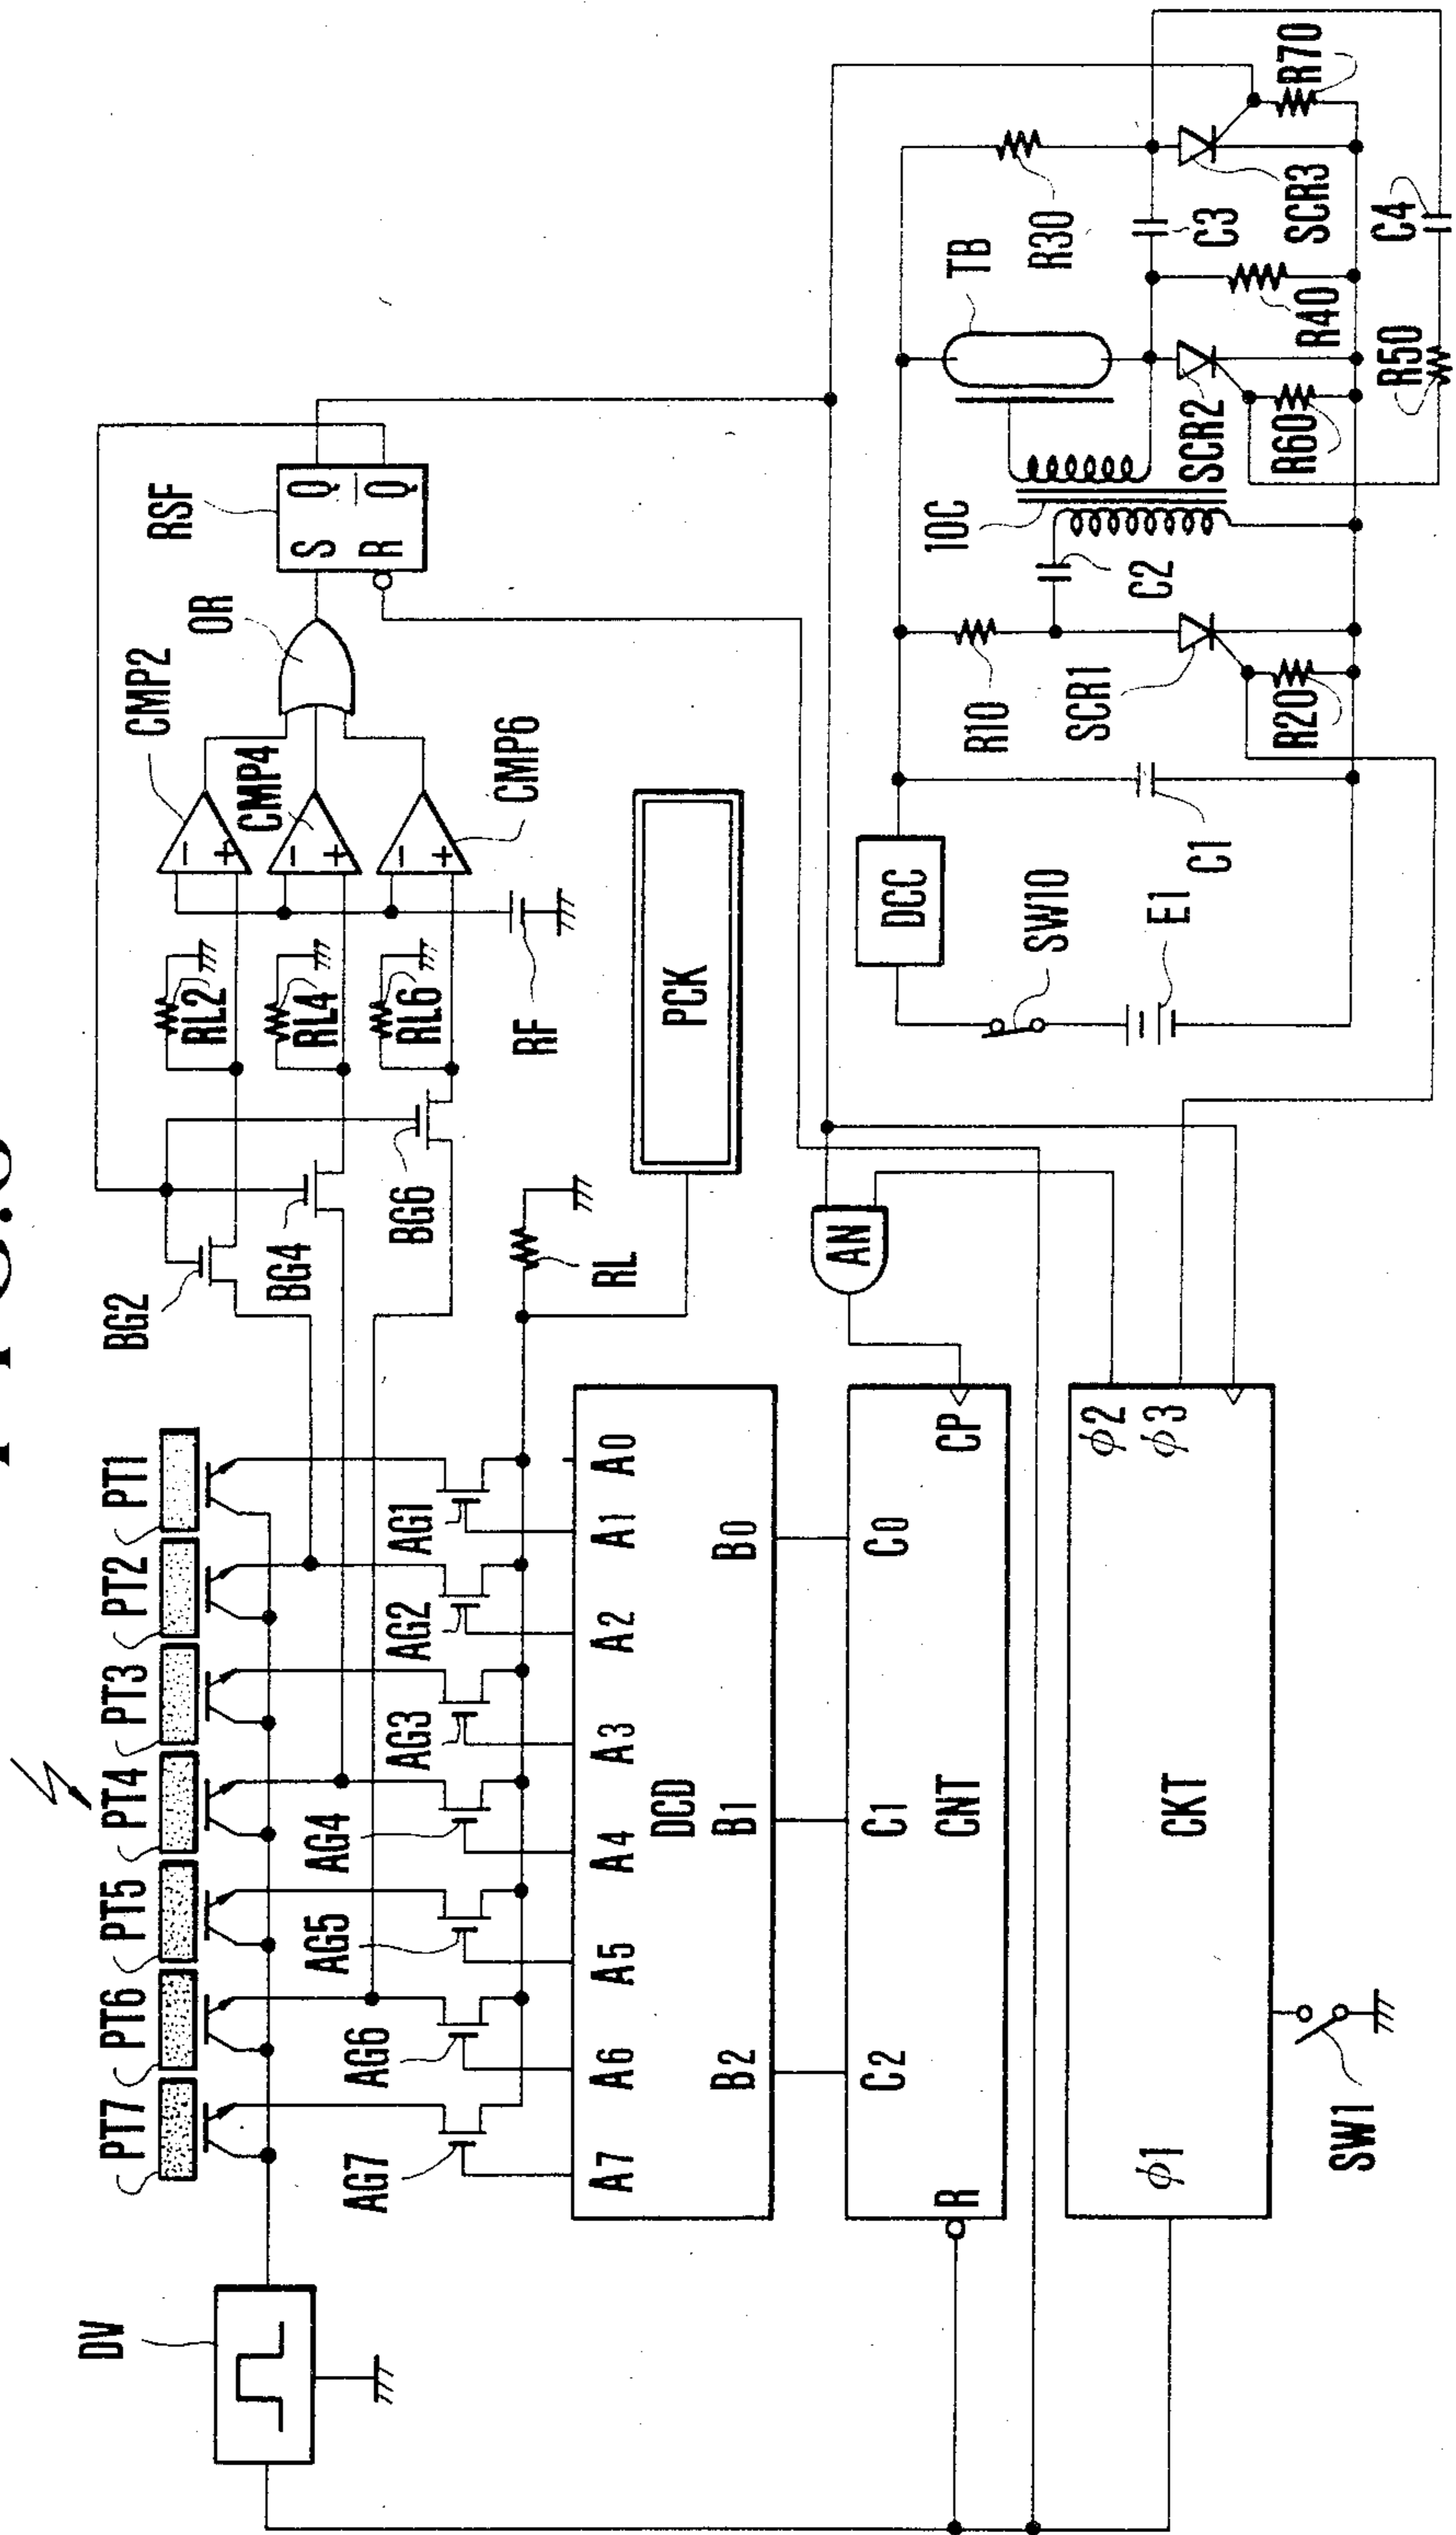 DV
PT7 PT6 PT5 PT4 PT3 PT2 PT1
BG2
BG4
BG6
RL2
RL4
RL6
RF
CMP2
CMP4
CMP6
- +
- +
- +
OR
RSF
S Q
R Q
AG7 AG6 AG5 AG4 AG3 AG2 AG1
RL
PCK
A7 A6 A5 A4 A3 A2 A1 A0
DCD
B2 B1 B0
C2 C1 C0
R CNT CP
AN
φ1 CKT φ2
φ3
SW1
DCC
SW10
E1
C1
R10
SCR1
R20
C2
10C
TB
SCR2
R60
R30
C3
R40
R50
SCR3
C4
R70